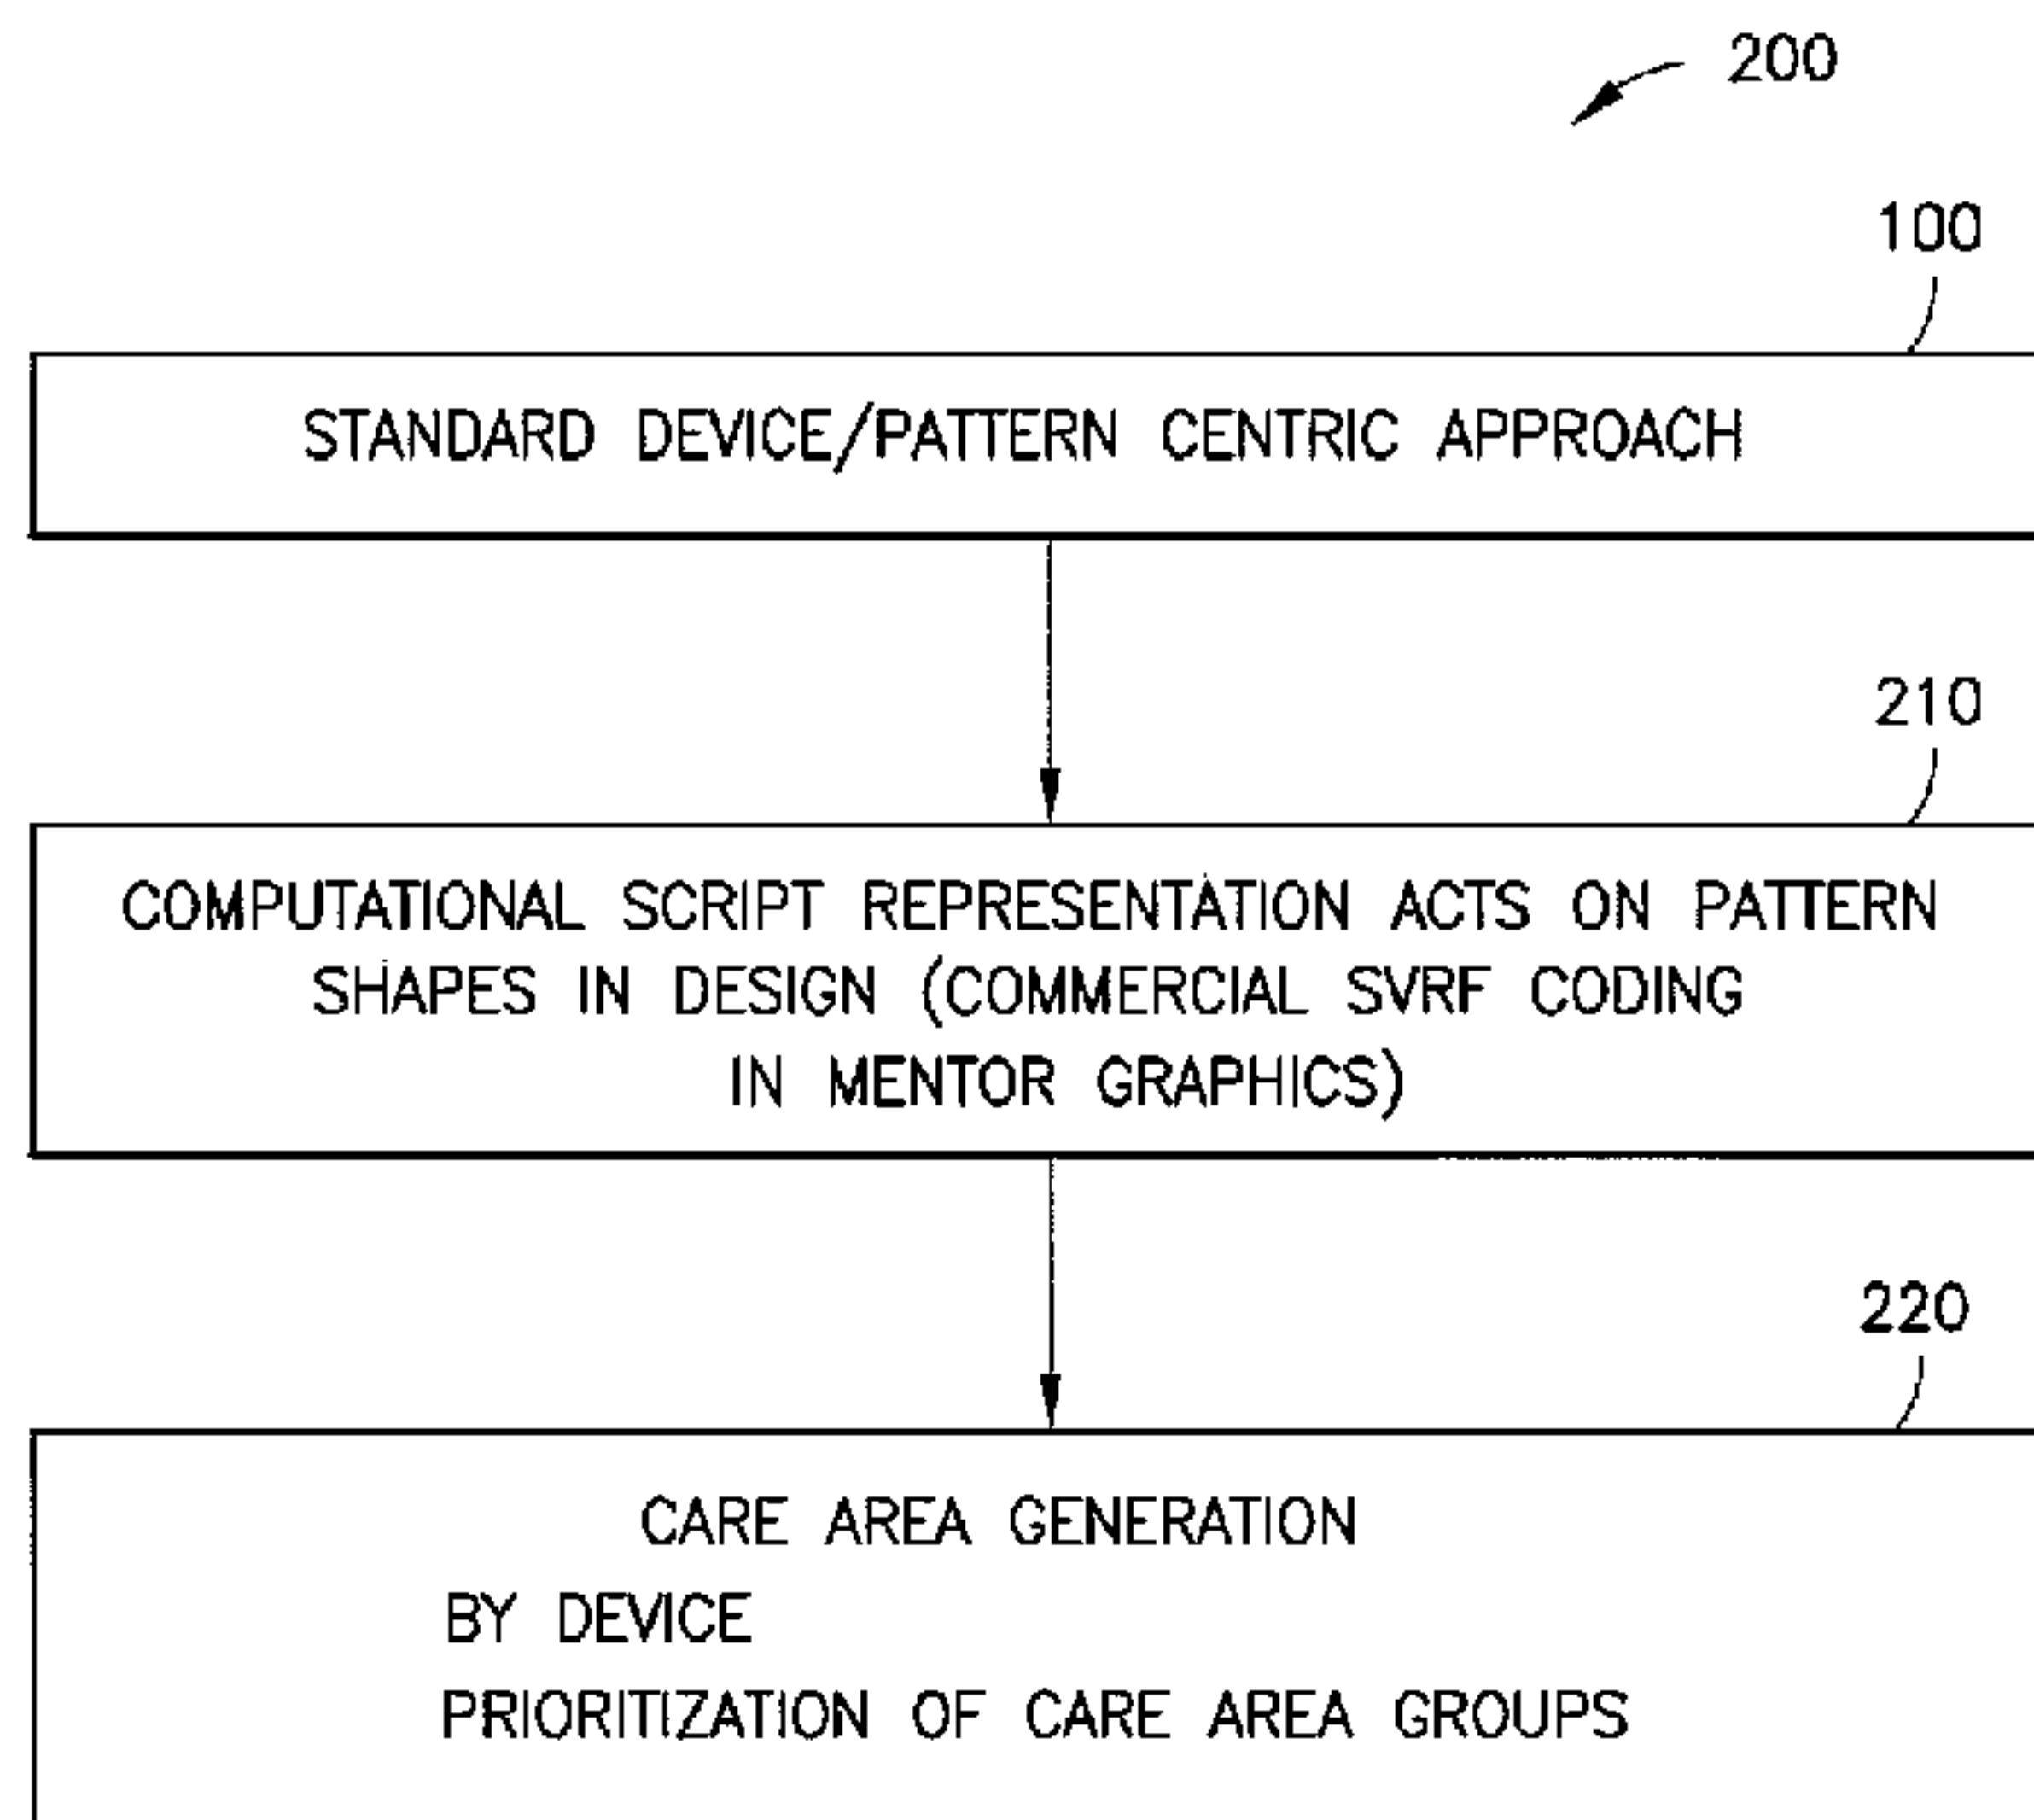 200
100
STANDARD DEVICE/PATTERN CENTRIC APPROACH
210
COMPUTATIONAL SCRIPT REPRESENTATION ACTS ON PATTERN
SHAPES IN DESIGN (COMMERCIAL SVRF CODING
IN MENTOR GRAPHICS)
220
CARE AREA GENERATION
BY DEVICE
PRIORITIZATION OF CARE AREA GROUPS